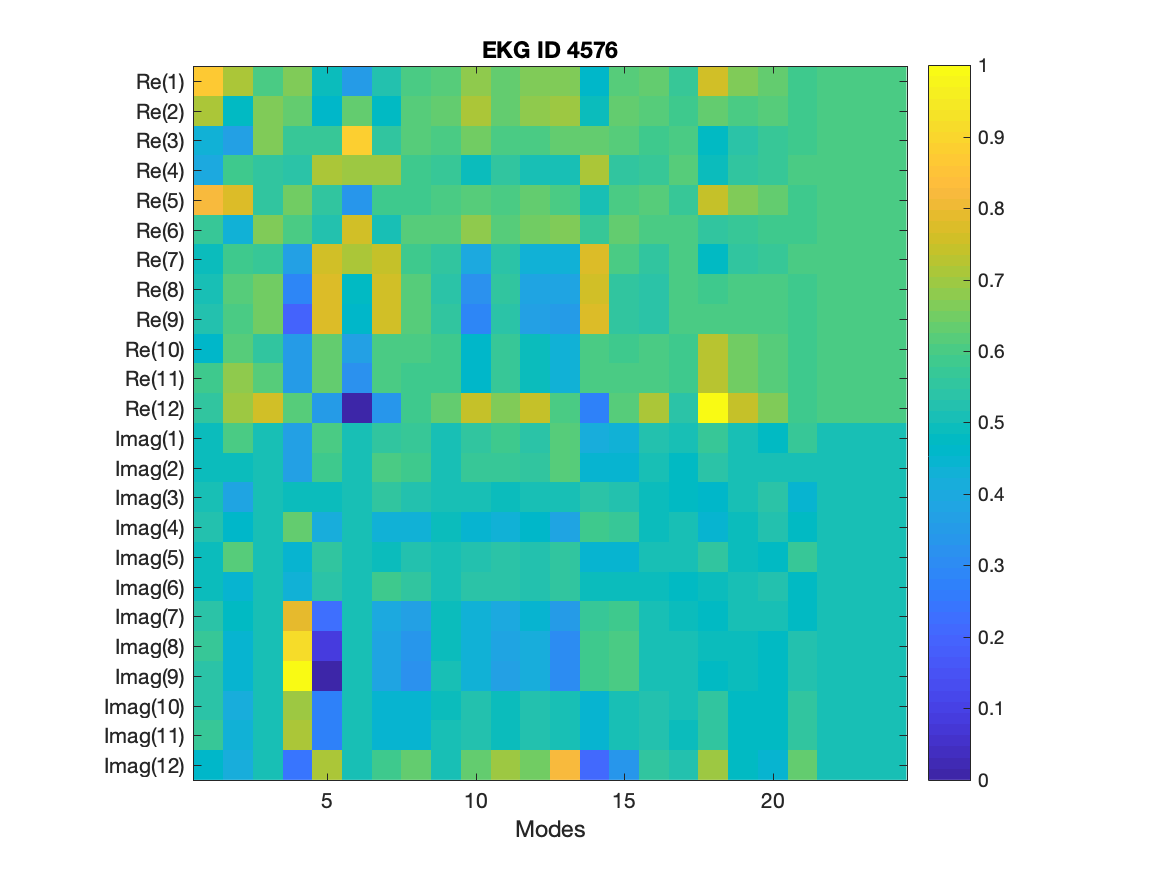 EKG ID 4576
Re(1)
Re(2)
Re(3)
Re(4)
Re(5)
Re(6)
Re(7)
Re(8)
Re(9)
Re(10)
Re(11)
Re(12)
Imag(1)
Imag(2)
Imag(3)
Imag(4)
Imag(5)
Imag(6)
Imag(7)
Imag(8)
Imag(9)
Imag(10)
Imag(11)
Imag(12)
5 10 15 20
Modes
1
0.9
0.8
0.7
0.6
0.5
0.4
0.3
0.2
0.1
0